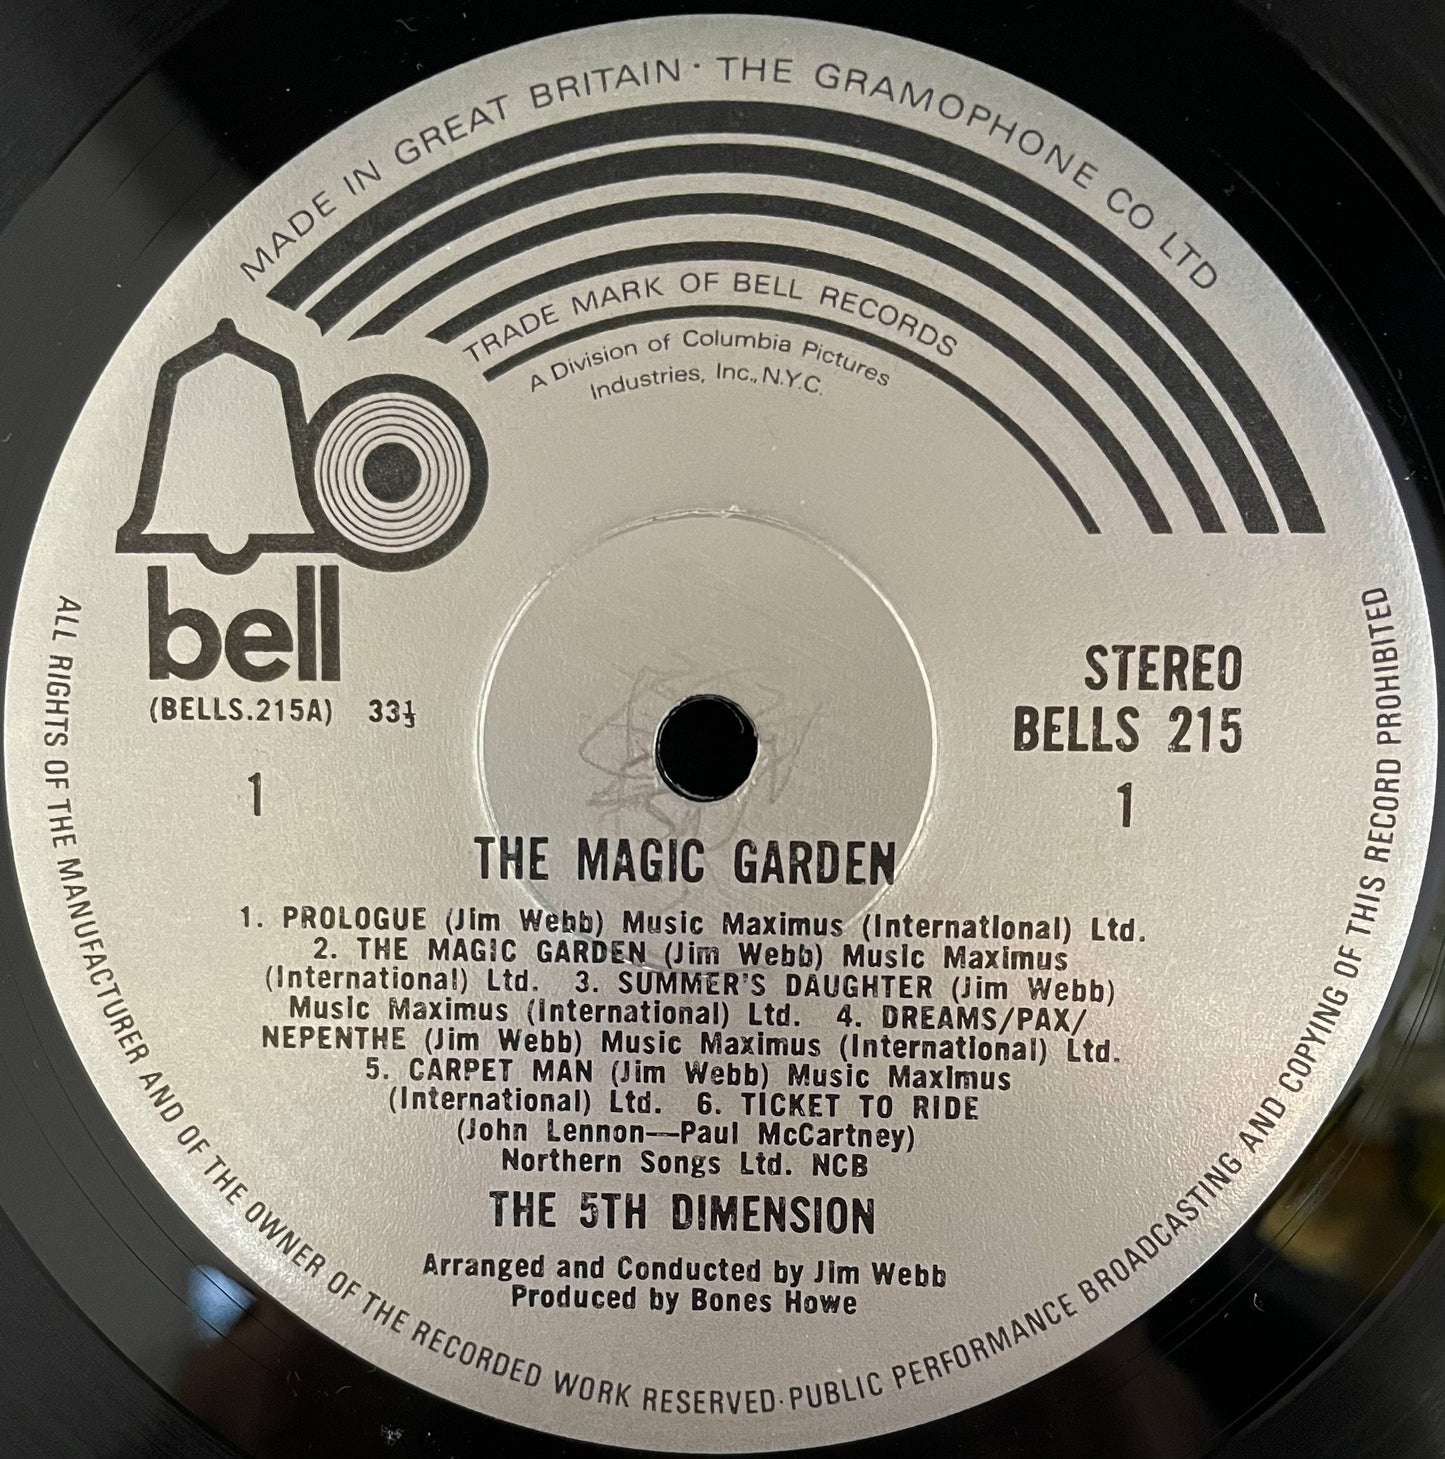 MADE IN GREAT BRITAIN · THE GRAMOPHONE CO LTD
TRADE MARK OF BELL RECORDS
A Division of Columbia Pictures
Industries, Inc., N.Y.C.
bell
(BELLS.215A) 33⅓
1
STEREO
BELLS 215
1
THE MAGIC GARDEN
1. PROLOGUE (Jim Webb) Music Maximus (International) Ltd.
2. THE MAGIC GARDEN (Jim Webb) Music Maximus
(International) Ltd. 3. SUMMER'S DAUGHTER (Jim Webb)
Music Maximus (International) Ltd. 4. DREAMS/PAX/
NEPENTHE (Jim Webb) Music Maximus (International) Ltd.
5. CARPET MAN (Jim Webb) Music Maximus
(International) Ltd. 6. TICKET TO RIDE
(John Lennon—Paul McCartney)
Northern Songs Ltd. NCB
THE 5TH DIMENSION
Arranged and Conducted by Jim Webb
Produced by Bones Howe
ALL RIGHTS OF THE MANUFACTURER AND OF THE OWNER OF THE RECORDED WORK RESERVED · PUBLIC PERFORMANCE BROADCASTING AND COPYING OF THIS RECORD PROHIBITED